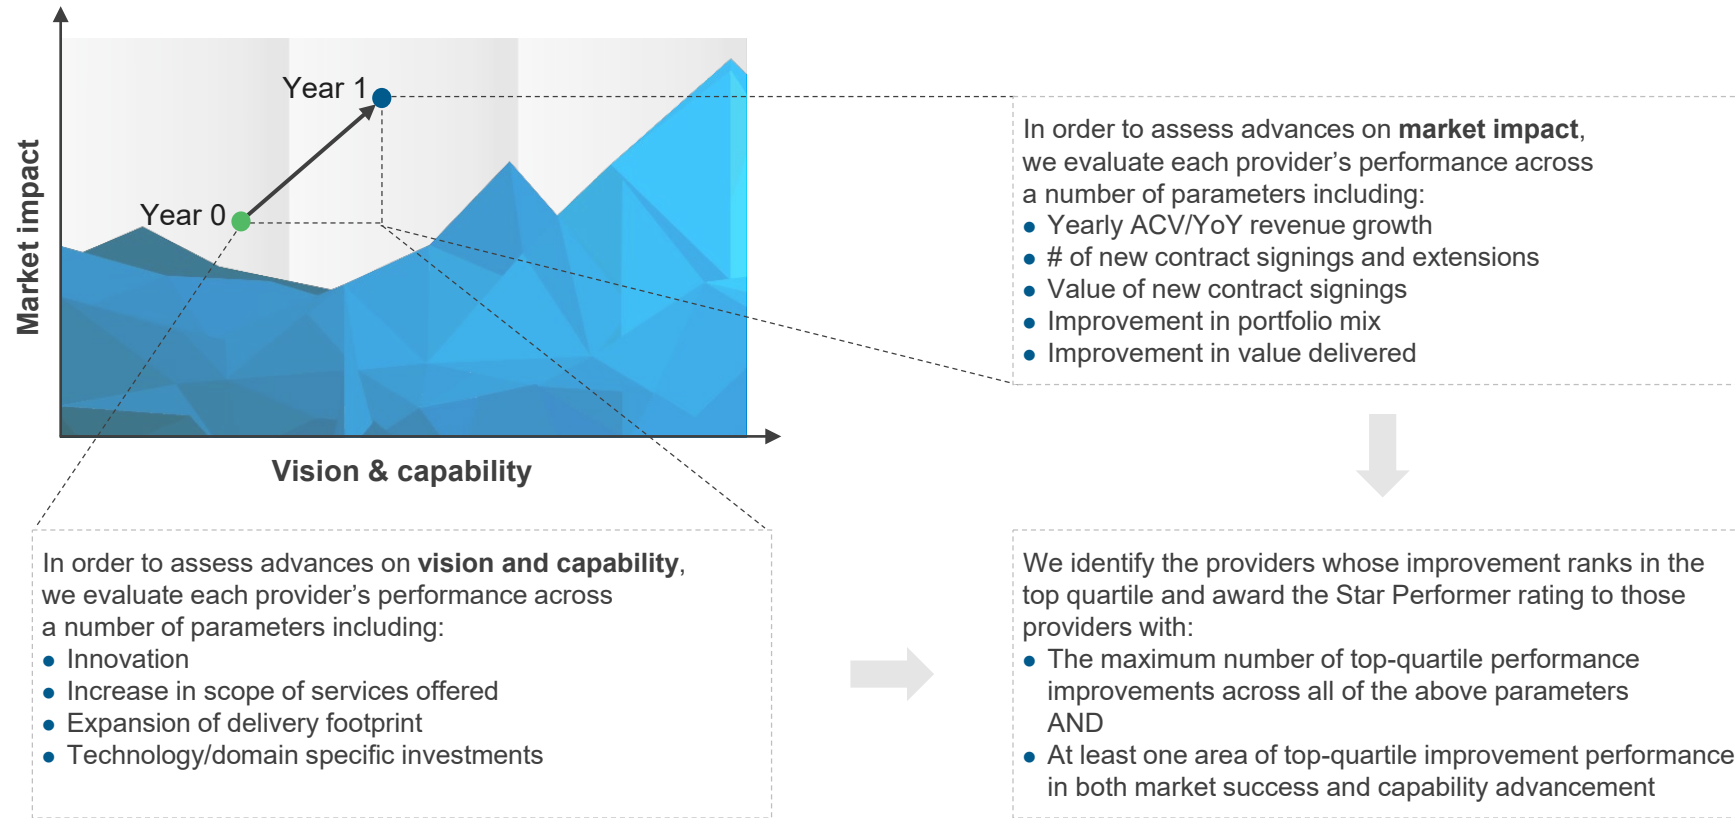 Year 1
Year 0
Market impact
Vision & capability
In order to assess advances on market impact,
we evaluate each provider's performance across
a number of parameters including:
● Yearly ACV/YoY revenue growth
● # of new contract signings and extensions
● Value of new contract signings
● Improvement in portfolio mix
● Improvement in value delivered
In order to assess advances on vision and capability,
we evaluate each provider's performance across
a number of parameters including:
● Innovation
● Increase in scope of services offered
● Expansion of delivery footprint
● Technology/domain specific investments
We identify the providers whose improvement ranks in the
top quartile and award the Star Performer rating to those
providers with:
● The maximum number of top-quartile performance
improvements across all of the above parameters
AND
● At least one area of top-quartile improvement performance
in both market success and capability advancement